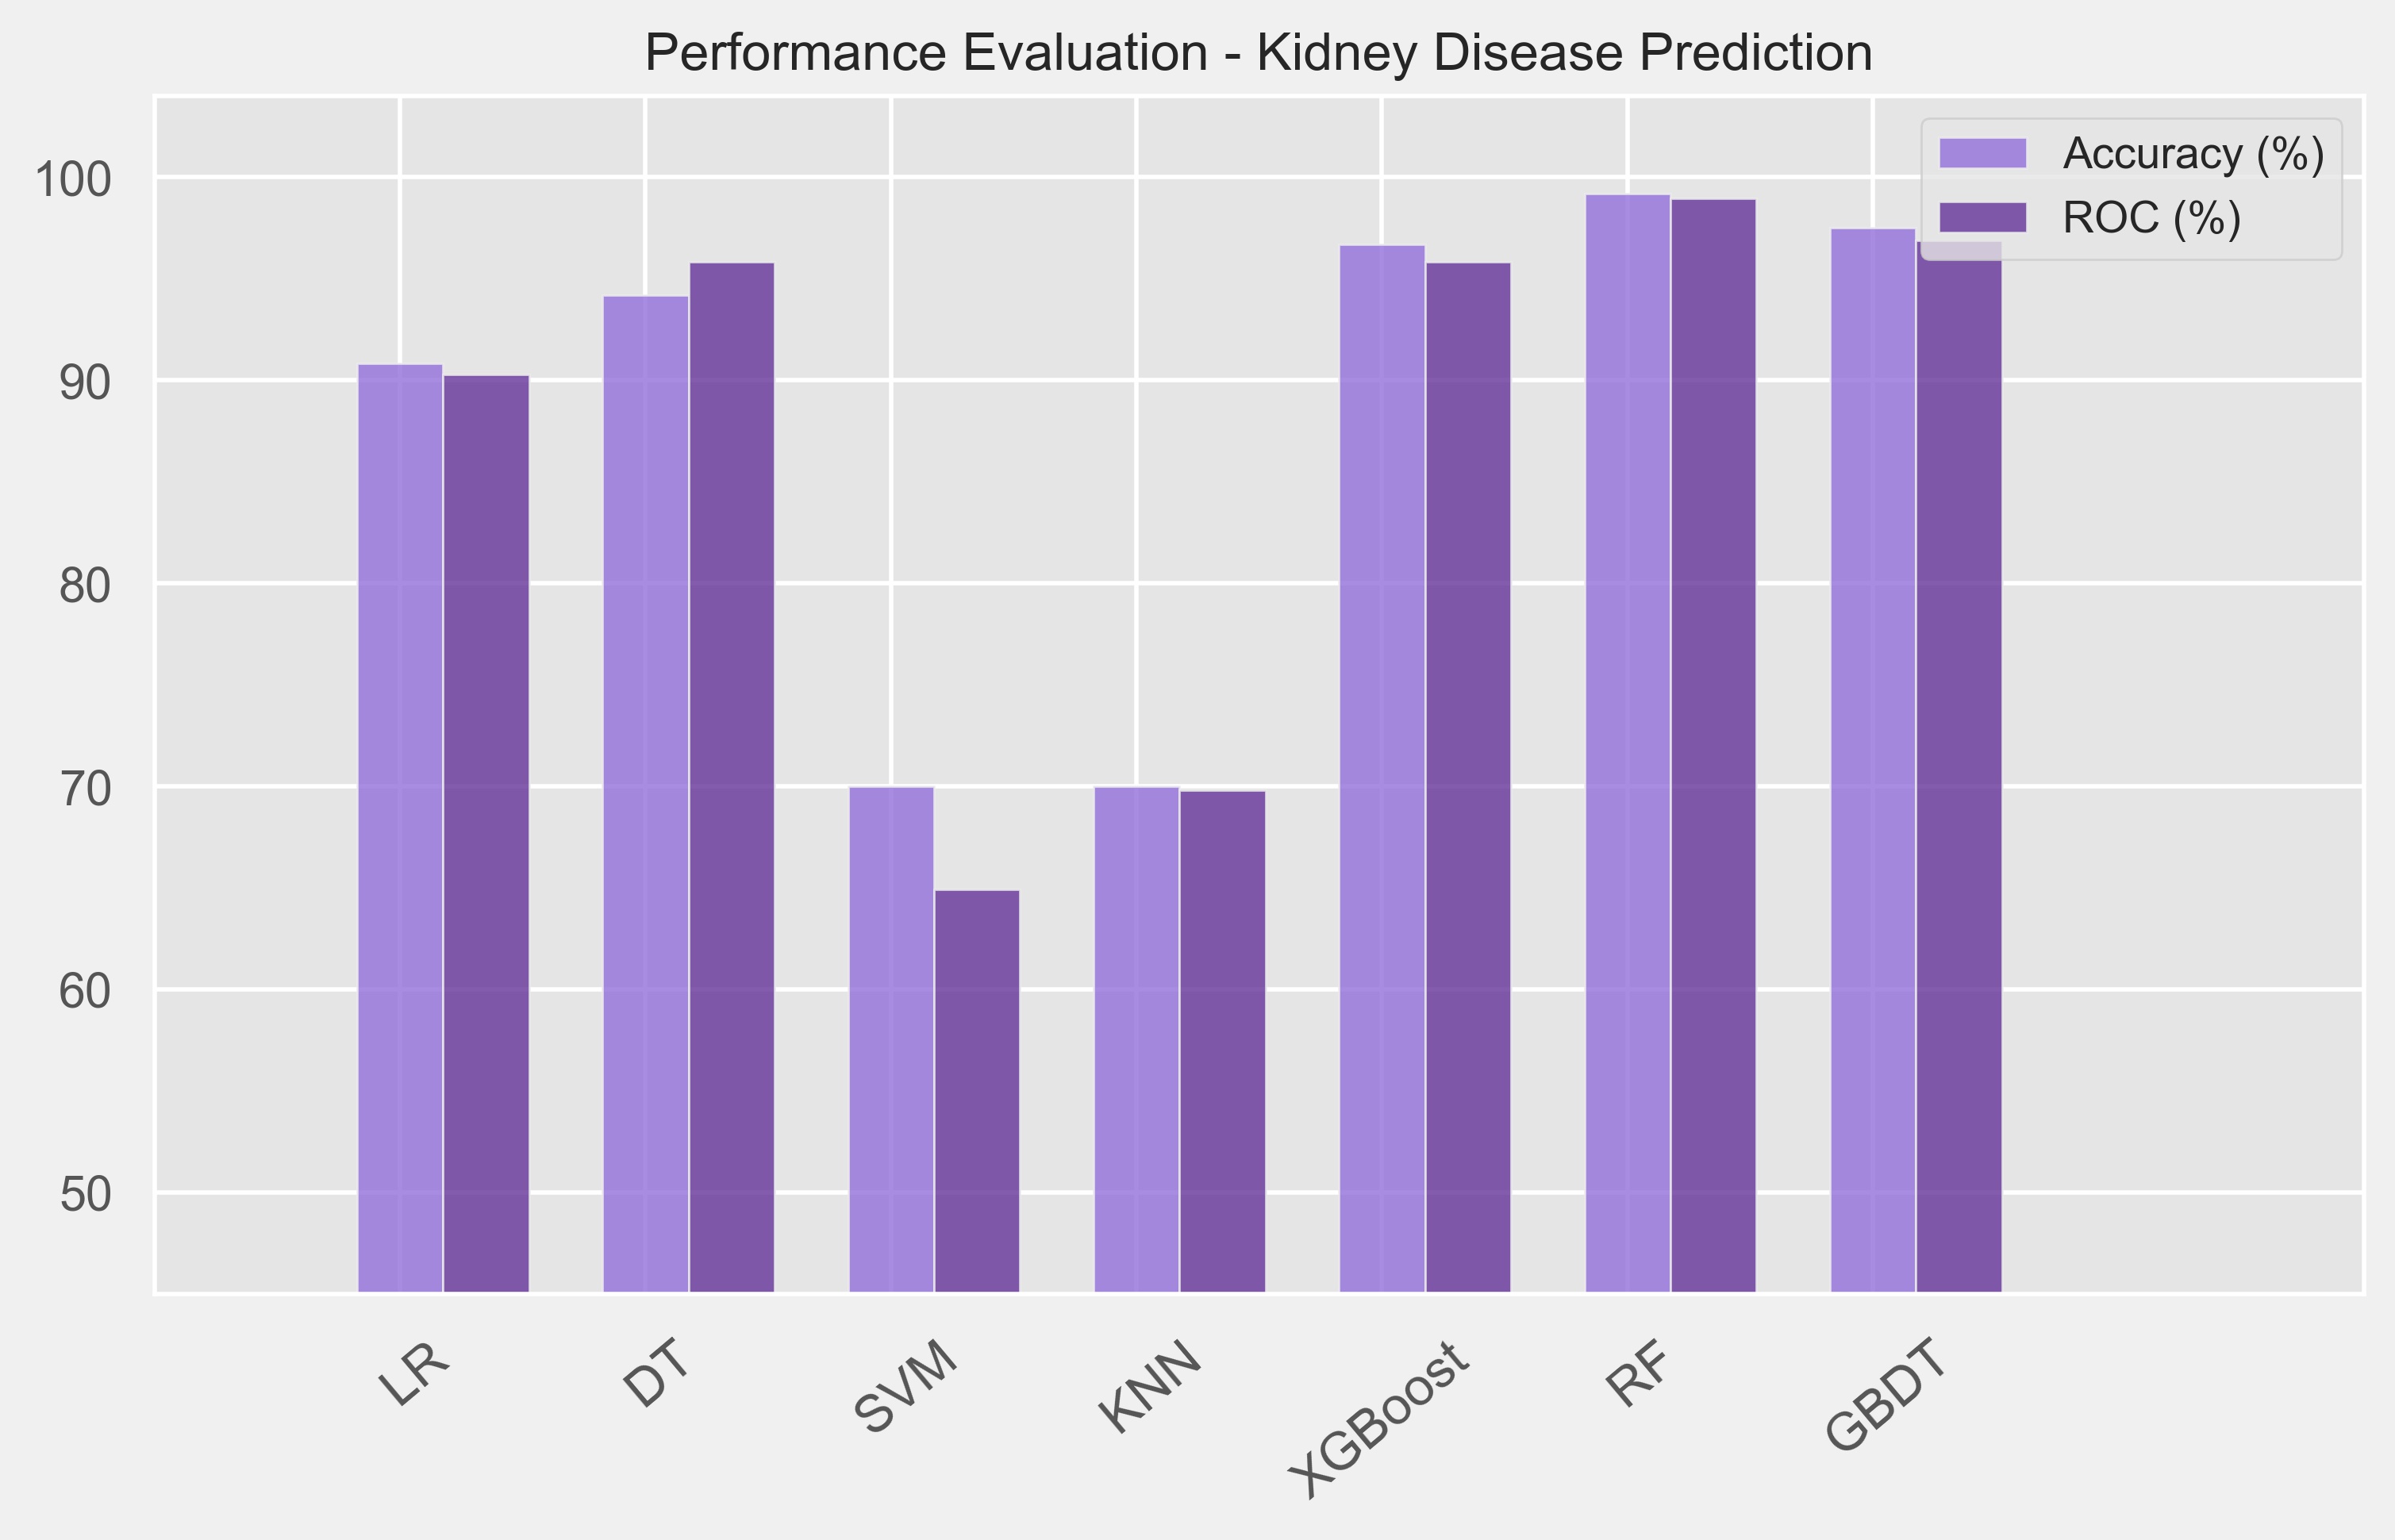 Performance Evaluation - Kidney Disease Prediction
Accuracy (%)
ROC (%)
100
90
80
70
60
50
LR
DT
SVM
KNN
XGBoost
RF
GBDT